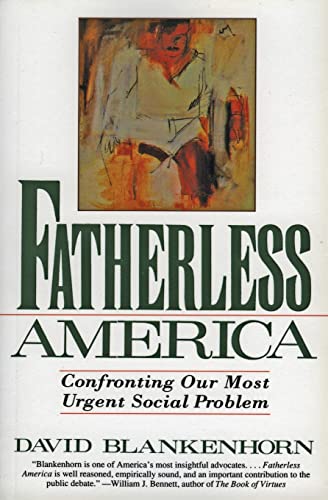 FATHERLESS
AMERICA
Confronting Our Most
Urgent Social Problem
DAVID BLANKENHORN
"Blankenhorn is one of America's most insightful advocates. . . . Fatherless
America is well reasoned, empirically sound, and an important contribution to the
public debate."—William J. Bennett, author of The Book of Virtues